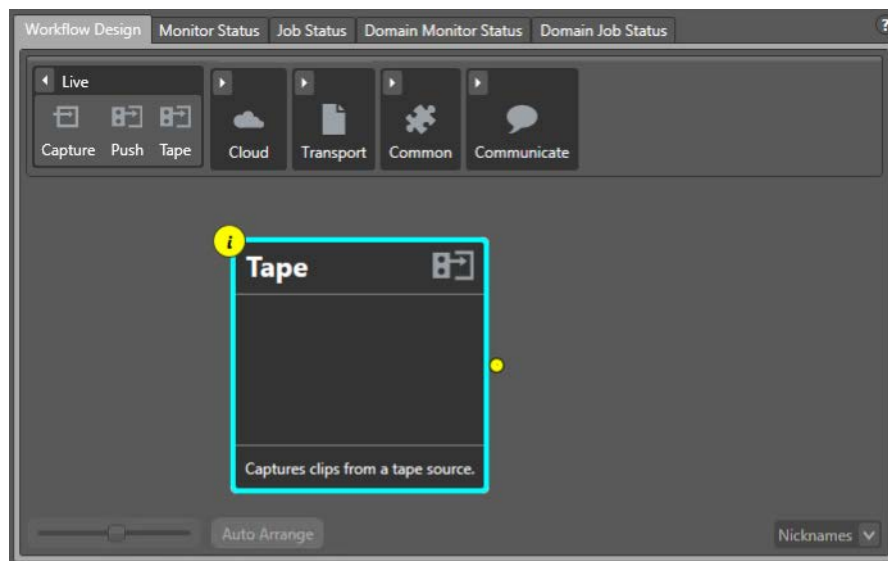 Workflow Design Monitor Status Job Status Domain Monitor Status Domain Job Status ?
Live
Capture Push Tape Cloud Transport Common Communicate
i
Tape
Captures clips from a tape source.
Auto Arrange Nicknames